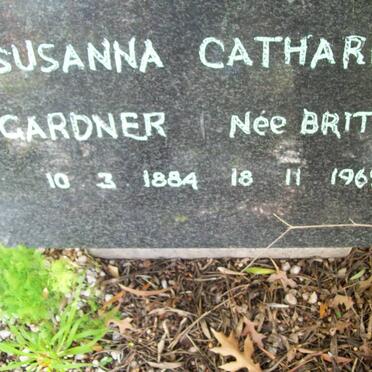 SUSANNA CATHAR
GARDNER Née BRIT
10 3 1884 18 11 196